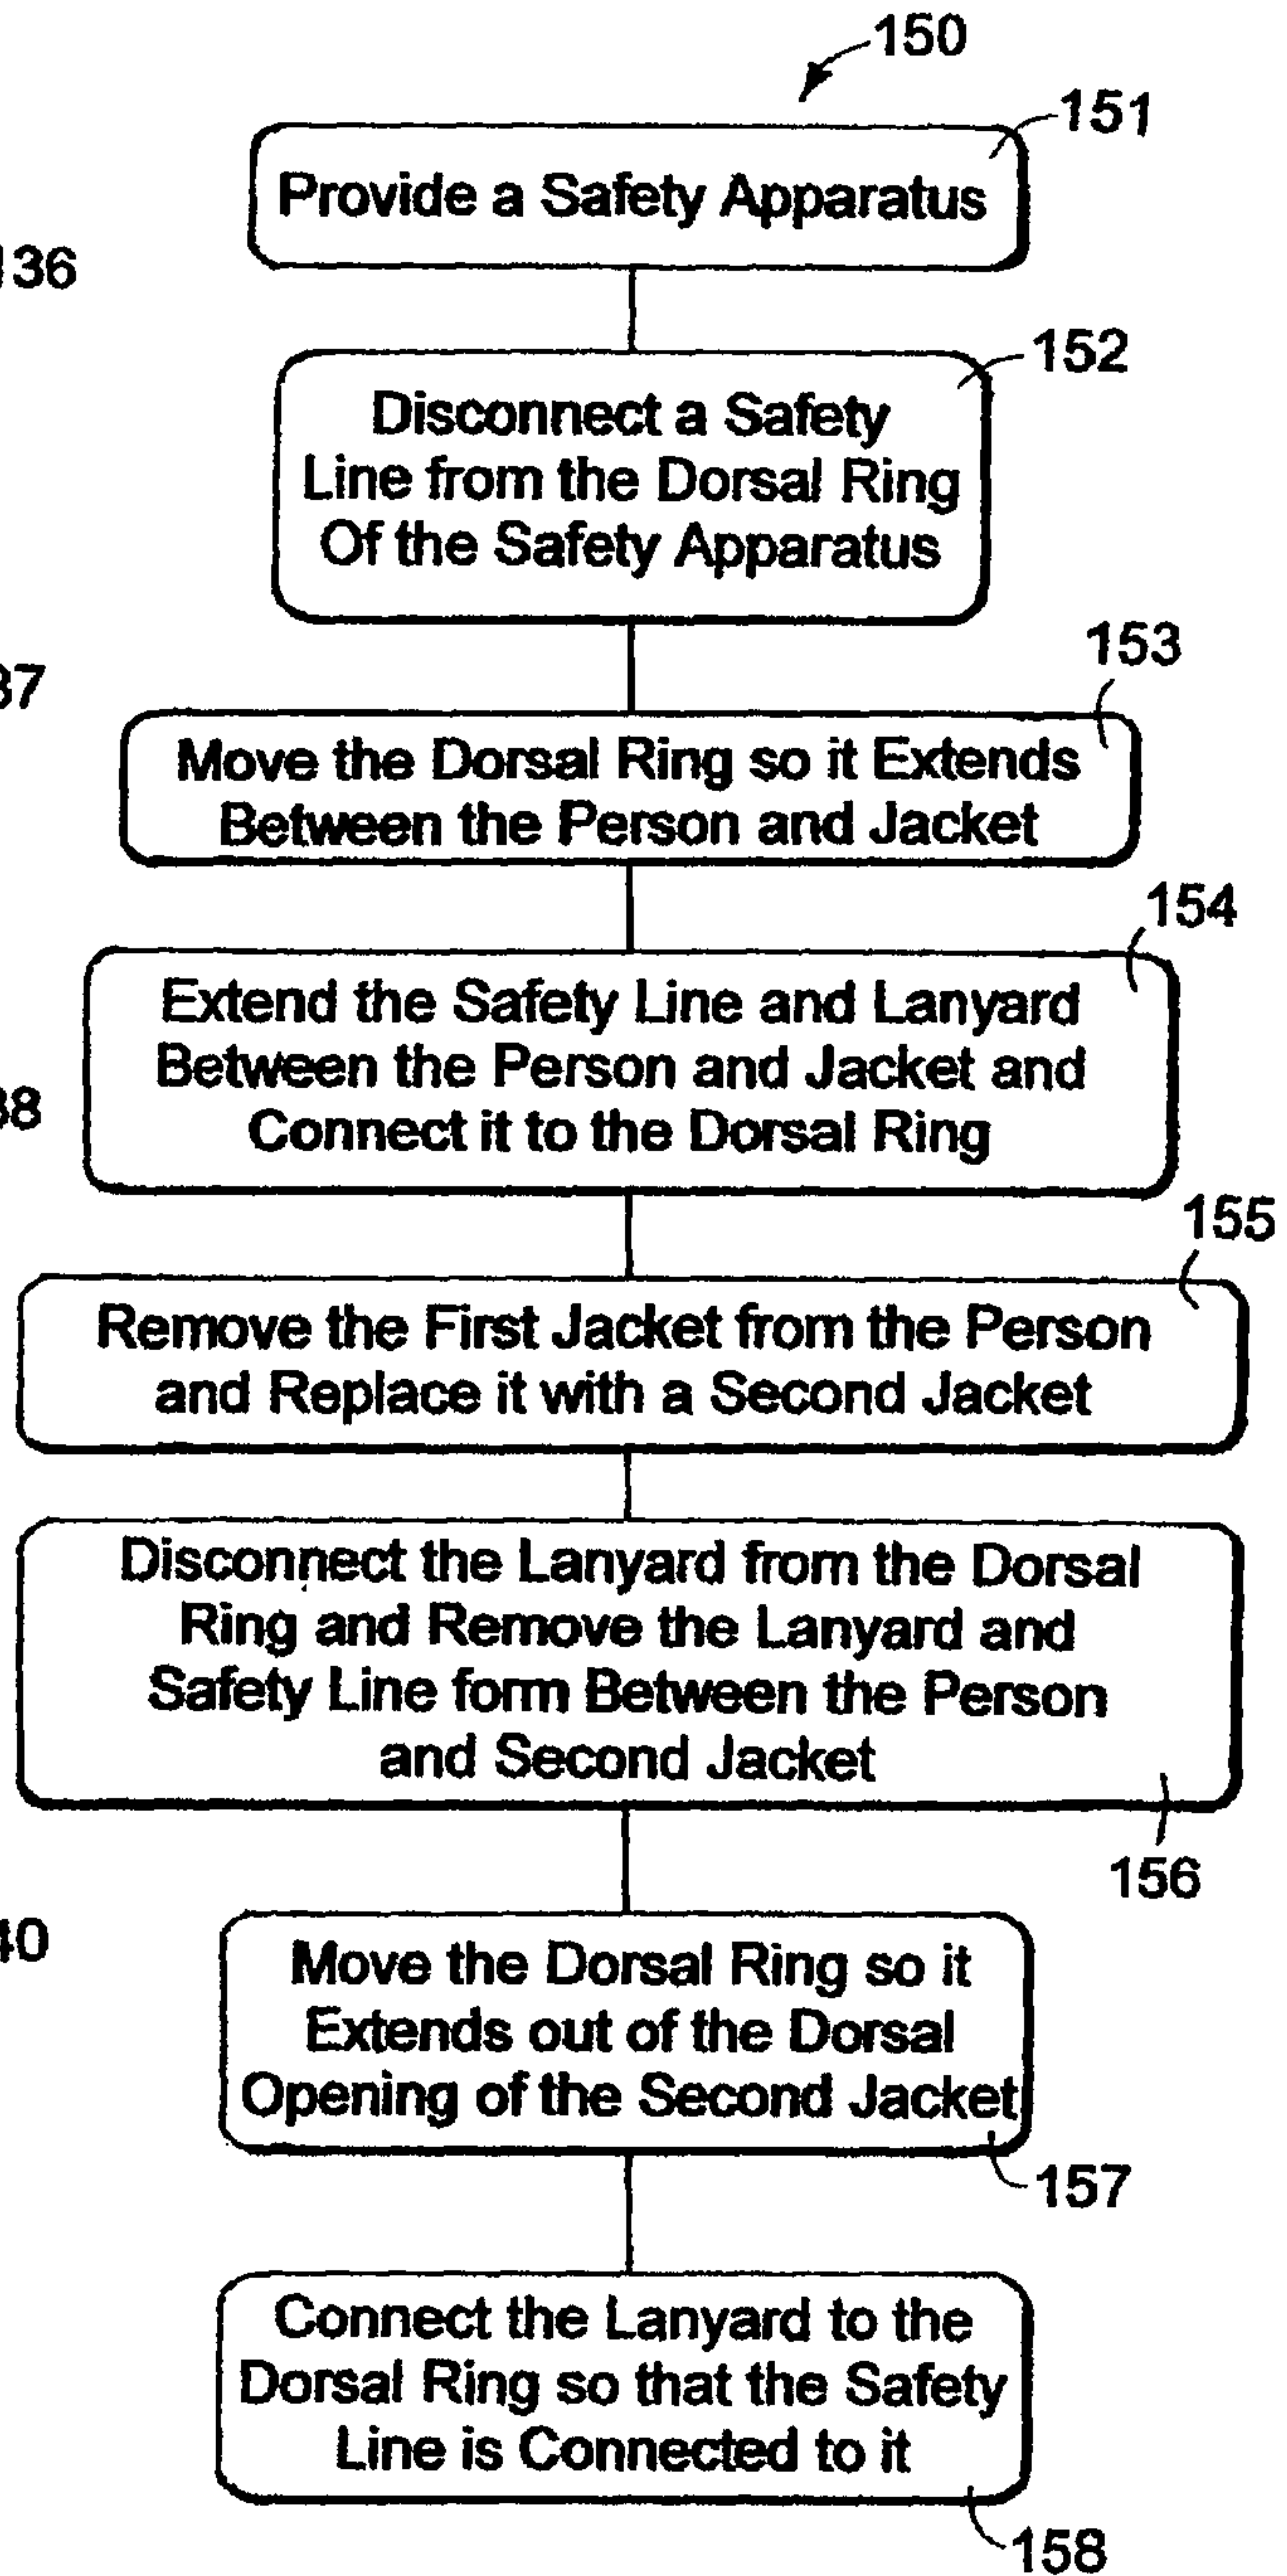 150
151
Provide a Safety Apparatus
136
152
Disconnect a Safety
Line from the Dorsal Ring
Of the Safety Apparatus
153
37
Move the Dorsal Ring so it Extends
Between the Person and Jacket
154
Extend the Safety Line and Lanyard
Between the Person and Jacket and
Connect it to the Dorsal Ring
38
155
Remove the First Jacket from the Person
and Replace it with a Second Jacket
Disconnect the Lanyard from the Dorsal
Ring and Remove the Lanyard and
Safety Line form Between the Person
and Second Jacket
156
40
Move the Dorsal Ring so it
Extends out of the Dorsal
Opening of the Second Jacket
157
Connect the Lanyard to the
Dorsal Ring so that the Safety
Line is Connected to it
158